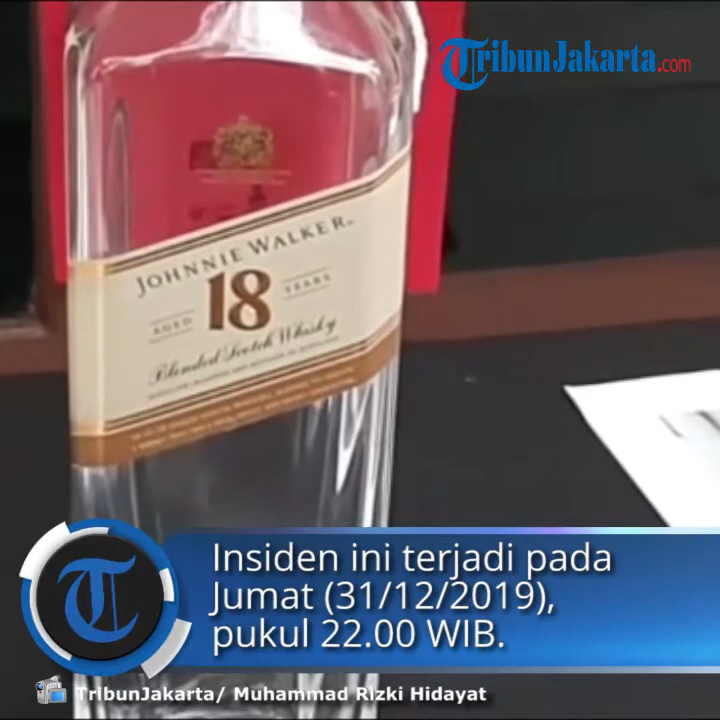 TribunJakarta.com
JOHNNIE WALKER
AGED 18 YEARS
Blended Scotch Whisky
T
Insiden ini terjadi pada
Jumat (31/12/2019),
pukul 22.00 WIB.
TribunJakarta/ Muhammad Rizki Hidayat